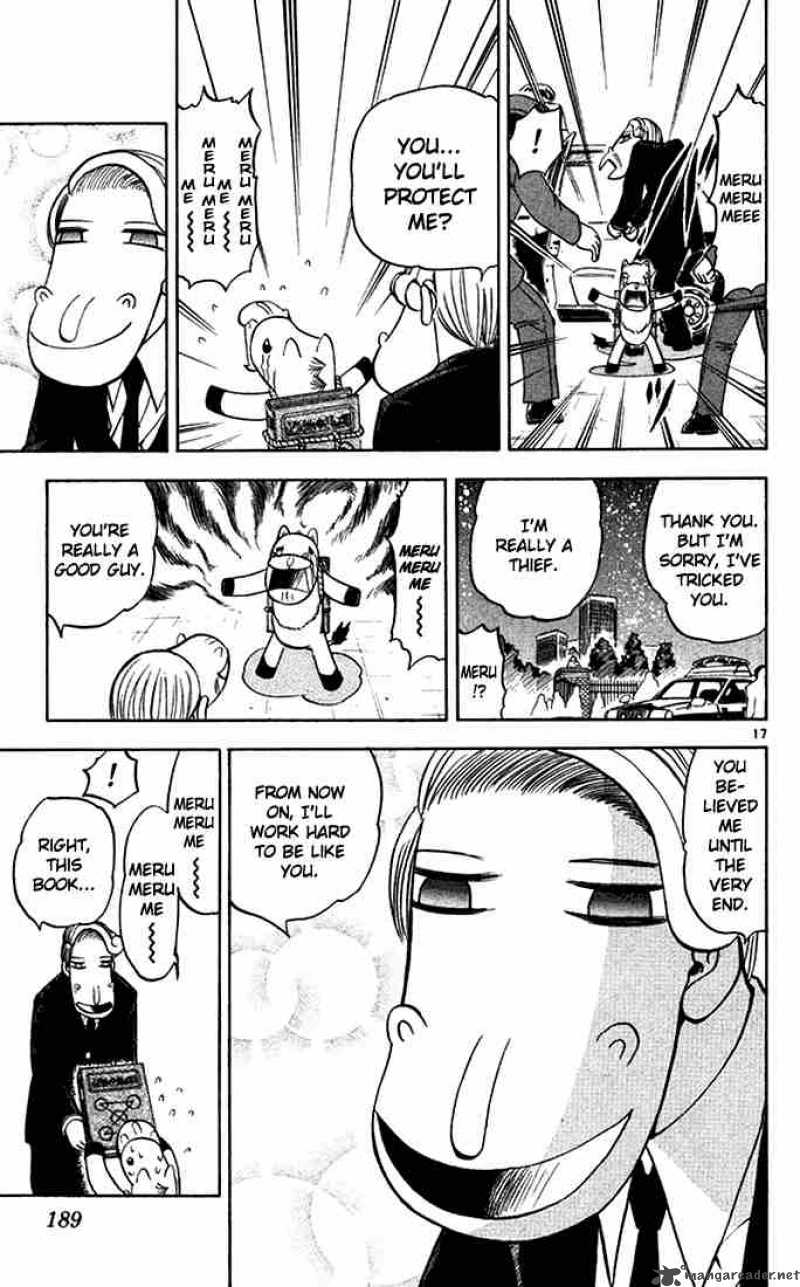 MERU
MERU
MEEE
!
YOU...
YOU'LL
PROTECT
ME?
MERU MERU
ME
MERU MERU
ME
THANK YOU.
BUT I'M
SORRY, I'VE
TRICKED
YOU.
I'M
REALLY A
THIEF.
MERU
!?
MERU
MERU
ME
YOU'RE
REALLY A
GOOD GUY.
17
YOU
BE-
LIEVED
ME
UNTIL
THE
VERY
END.
FROM NOW
ON, I'LL
WORK HARD
TO BE LIKE
YOU.
MERU
MERU
ME
MERU
MERU
ME
!
RIGHT,
THIS
BOOK...
189
mangareader.net